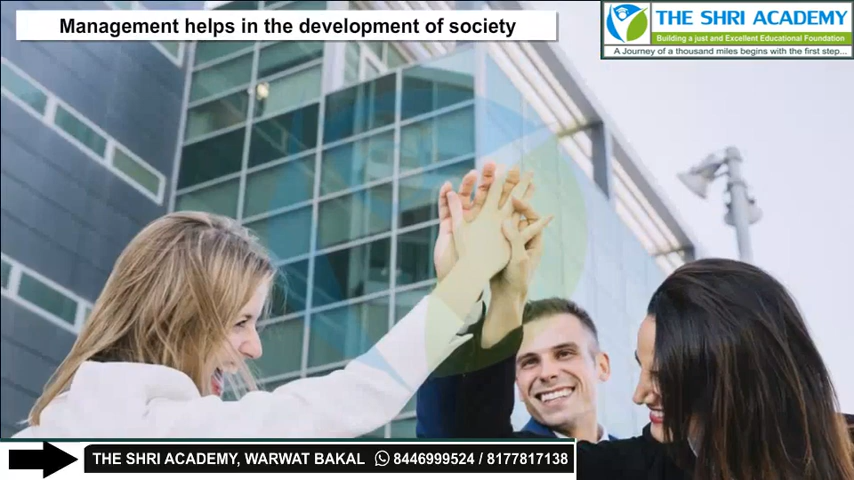 Management helps in the development of society
THE SHRI ACADEMY
Building a just and Excellent Educational Foundation
A Journey of a thousand miles begins with the first step...
THE SHRI ACADEMY, WARWAT BAKAL 8446999524 / 8177817138